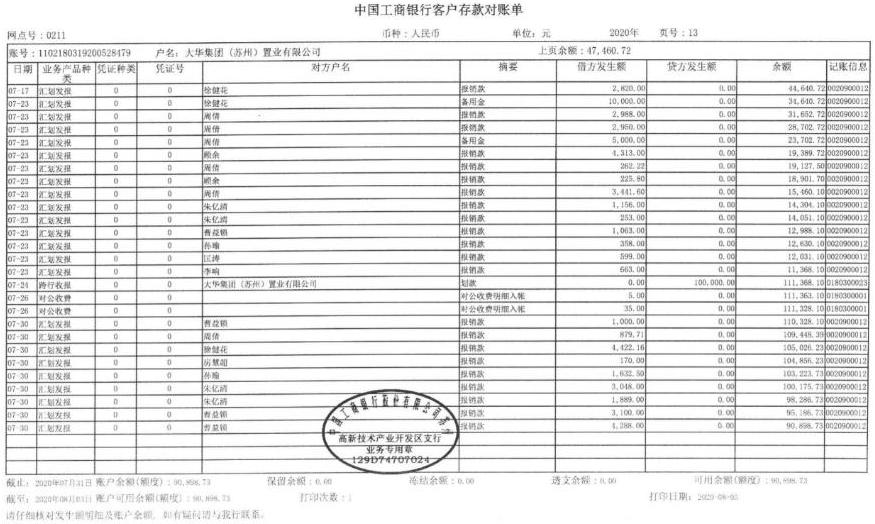 中国工商银行客户存款对账单
网点号：0211 币种：人民币 单位：元 2020年 页号：13
账号：1102180319200528479 户名：大华集团（苏州）置业有限公司 上页余额：47,460.72
日期 业务产品种类 凭证种类 凭证号 对方户名 摘要 借方发生额 贷方发生额 余额 记账信息
07-17 汇划发报 0 0 徐健花 报销款 2,820.00 0.00 44,640.72 0020900012
07-23 汇划发报 0 0 徐健花 备用金 10,000.00 0.00 34,640.72 0020900012
07-23 汇划发报 0 0 周倩 报销款 2,988.00 0.00 31,652.72 0020900012
07-23 汇划发报 0 0 周倩 报销款 2,950.00 0.00 28,702.72 0020900012
07-23 汇划发报 0 0 周倩 备用金 5,000.00 0.00 23,702.72 0020900012
07-23 汇划发报 0 0 顾余 报销款 4,313.00 0.00 19,389.72 0020900012
07-23 汇划发报 0 0 周倩 报销款 262.22 0.00 19,127.50 0020900012
07-23 汇划发报 0 0 顾余 报销款 225.80 0.00 18,901.70 0020900012
07-23 汇划发报 0 0 周倩 报销款 3,441.60 0.00 15,460.10 0020900012
07-23 汇划发报 0 0 朱亿清 报销款 1,156.00 0.00 14,304.10 0020900012
07-23 汇划发报 0 0 朱亿清 报销款 253.00 0.00 14,051.10 0020900012
07-23 汇划发报 0 0 曹益锁 报销款 1,063.00 0.00 12,988.10 0020900012
07-23 汇划发报 0 0 孙瑜 报销款 358.00 0.00 12,630.10 0020900012
07-23 汇划发报 0 0 匡涛 报销款 599.00 0.00 12,031.10 0020900012
07-23 汇划发报 0 0 李响 报销款 663.00 0.00 11,368.10 0020900012
07-24 跨行收报 0 0 大华集团（苏州）置业有限公司 划款 0.00 100,000.00 111,368.10 0180300023
07-26 对公收费 0 0 对公收费明细入帐 5.00 0.00 111,363.10 0180300001
07-26 对公收费 0 0 对公收费明细入帐 35.00 0.00 111,328.10 0180300001
07-30 汇划发报 0 0 曹益锁 报销款 1,000.00 0.00 110,328.10 0020900012
07-30 汇划发报 0 0 周倩 报销款 879.71 0.00 109,448.39 0020900012
07-30 汇划发报 0 0 徐健花 报销款 4,422.16 0.00 105,026.23 0020900012
07-30 汇划发报 0 0 房慧超 报销款 170.00 0.00 104,856.23 0020900012
07-30 汇划发报 0 0 孙瑜 报销款 1,632.50 0.00 103,223.73 0020900012
07-30 汇划发报 0 0 朱亿清 报销款 3,048.00 0.00 100,175.73 0020900012
07-30 汇划发报 0 0 朱亿清 报销款 1,889.00 0.00 98,286.73 0020900012
07-30 汇划发报 0 0 曹益锁 报销款 3,100.00 0.00 95,186.73 0020900012
07-30 汇划发报 0 0 曹益锁 报销款 4,288.00 0.00 90,898.73 0020900012
中国工商银行股份有限公司苏州
高新技术产业开发区支行
业务专用章
129D74707024
截止：2020年07月31日 账户余额（额度）：90,898.73 保留余额：0.00 冻结余额：0.00 透支余额：0.00 可用余额（额度）：90,898.73
截至：2020年08月03日 账户可用余额（额度）：90,898.73 打印次数：1 打印日期：2020-08-03
请仔细核对发生额明细及账户余额，如有疑问请与我行联系。